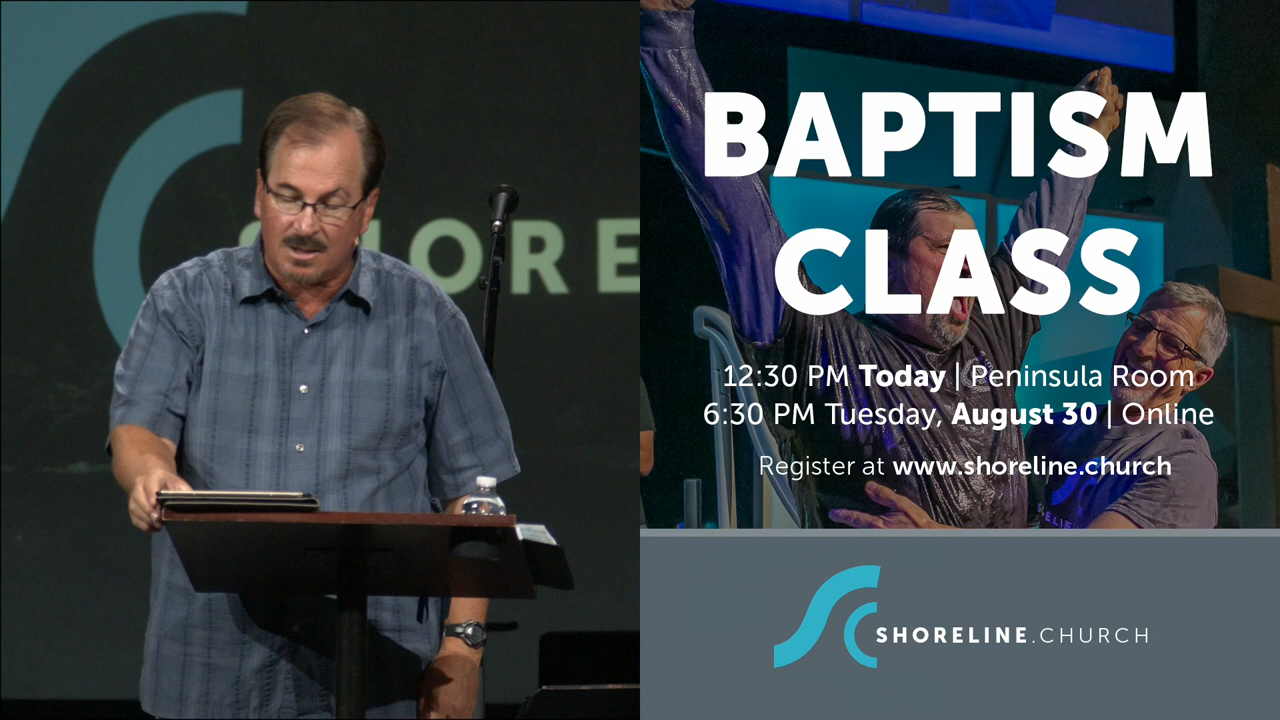 SHORE
BAPTISM
CLASS
12:30 PM Today | Peninsula Room
6:30 PM Tuesday, August 30 | Online
Register at www.shoreline.church
SHORELINE.CHURCH